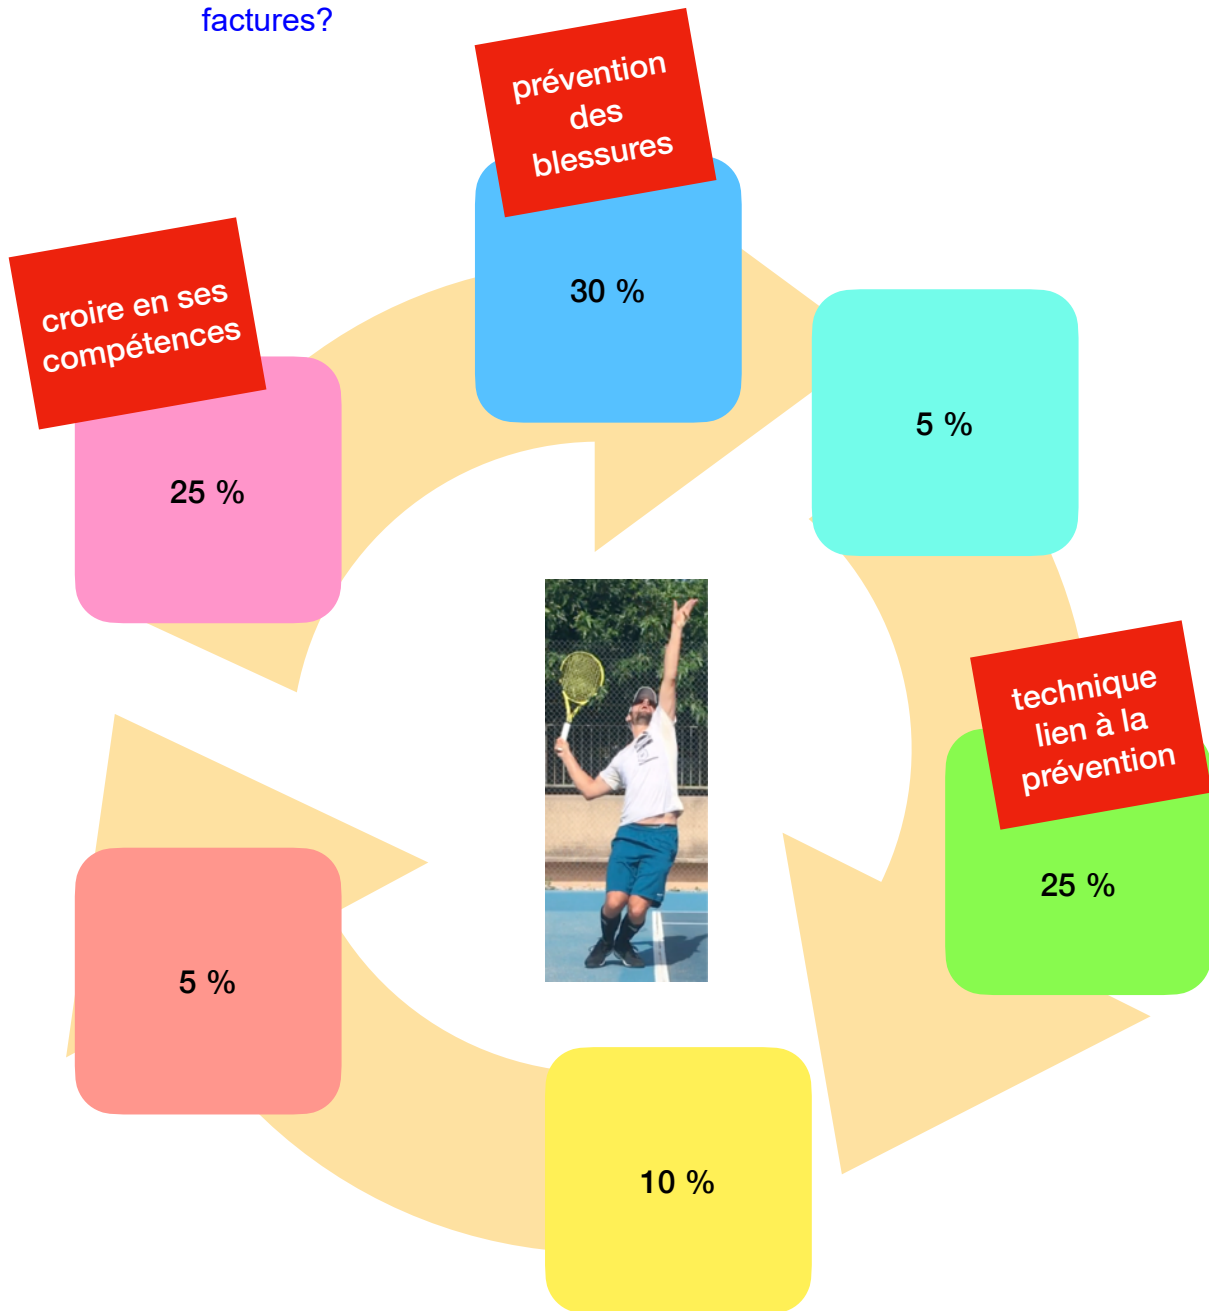 factures?
prévention
des
blessures
30 %
croire en ses
compétences
25 %
5 %
technique
lien à la
prévention
25 %
5 %
10 %